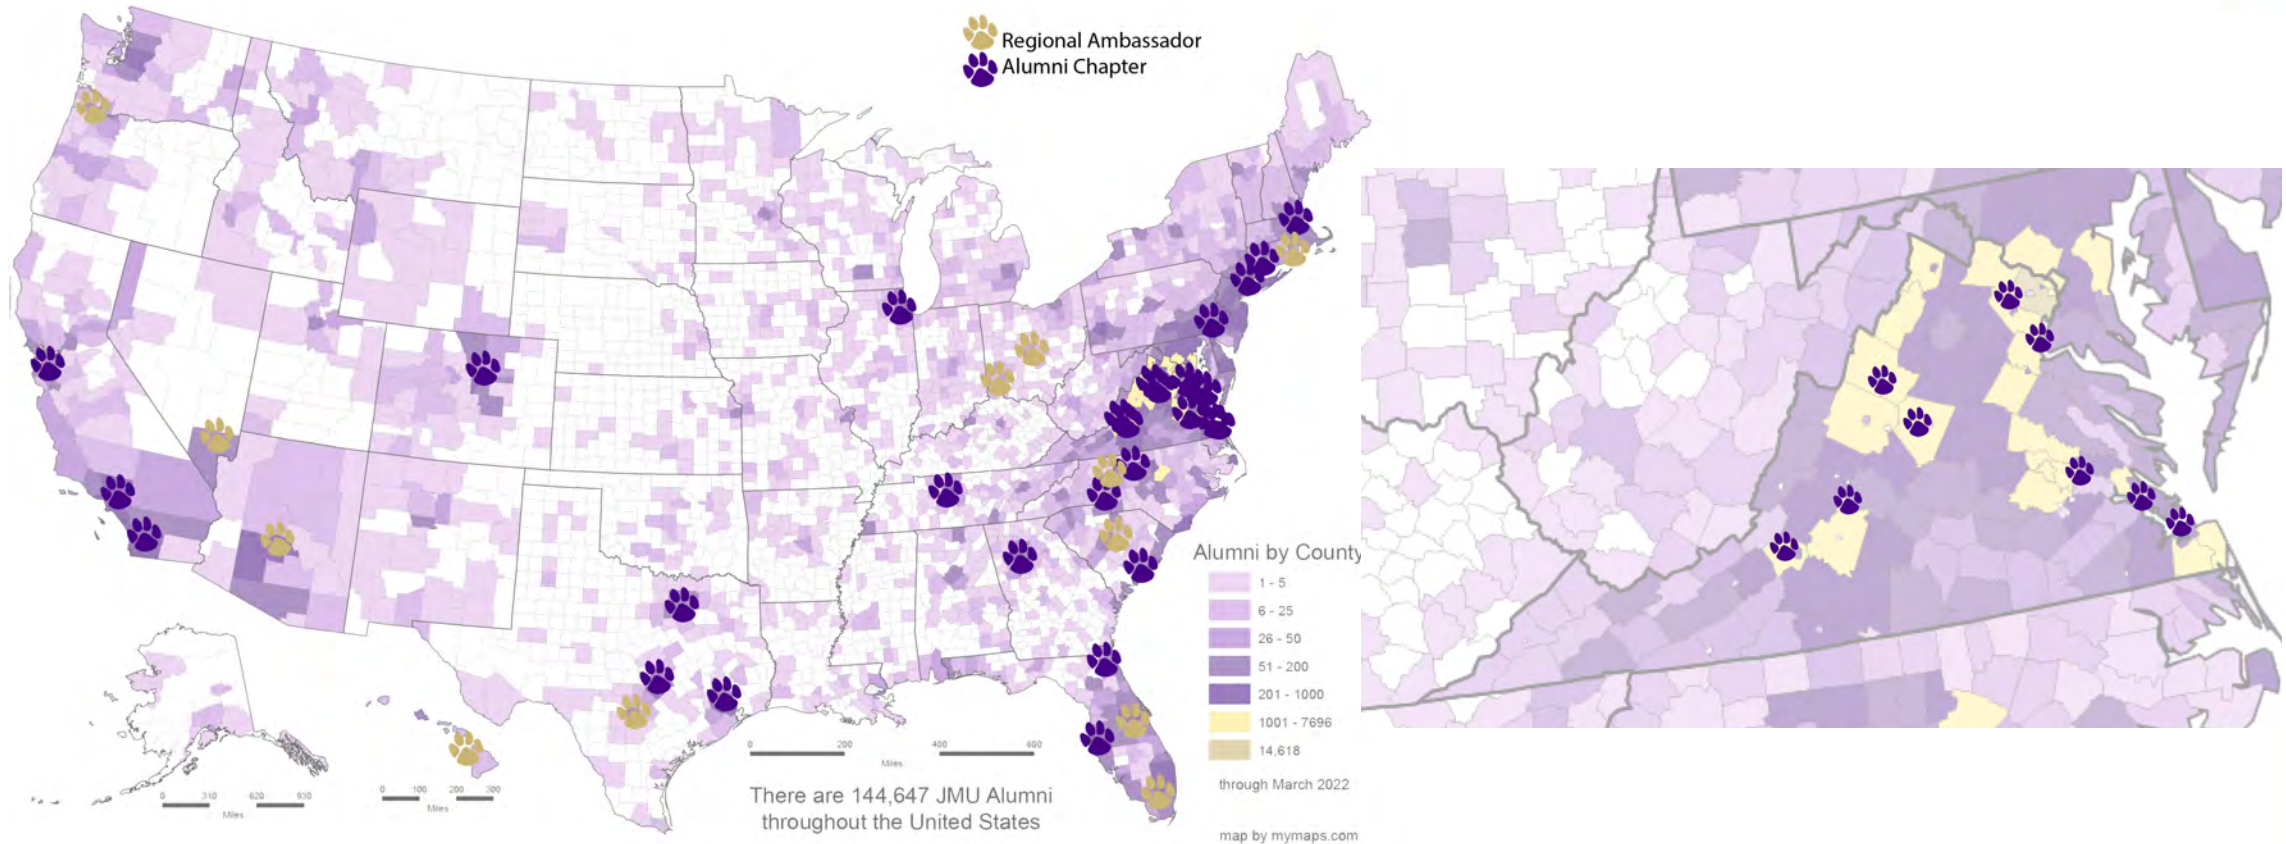 Regional Ambassador
Alumni Chapter
Alumni by County
1 - 5
6 - 25
26 - 50
51 - 200
201 - 1000
1001 - 7696
14,618
through March 2022
map by mymaps.com
0 200 400 600
Miles
There are 144,647 JMU Alumni
throughout the United States
0 310 620 930
Miles
0 100 200 300
Miles